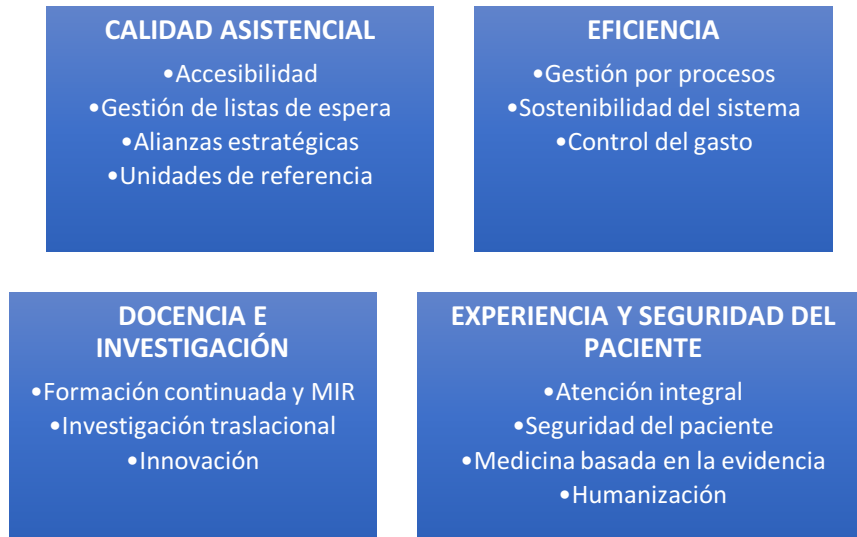 CALIDAD ASISTENCIAL
•Accesibilidad
•Gestión de listas de espera
•Alianzas estratégicas
•Unidades de referencia
EFICIENCIA
•Gestión por procesos
•Sostenibilidad del sistema
•Control del gasto
DOCENCIA E
INVESTIGACIÓN
•Formación continuada y MIR
•Investigación traslacional
•Innovación
EXPERIENCIA Y SEGURIDAD DEL
PACIENTE
•Atención integral
•Seguridad del paciente
•Medicina basada en la evidencia
•Humanización